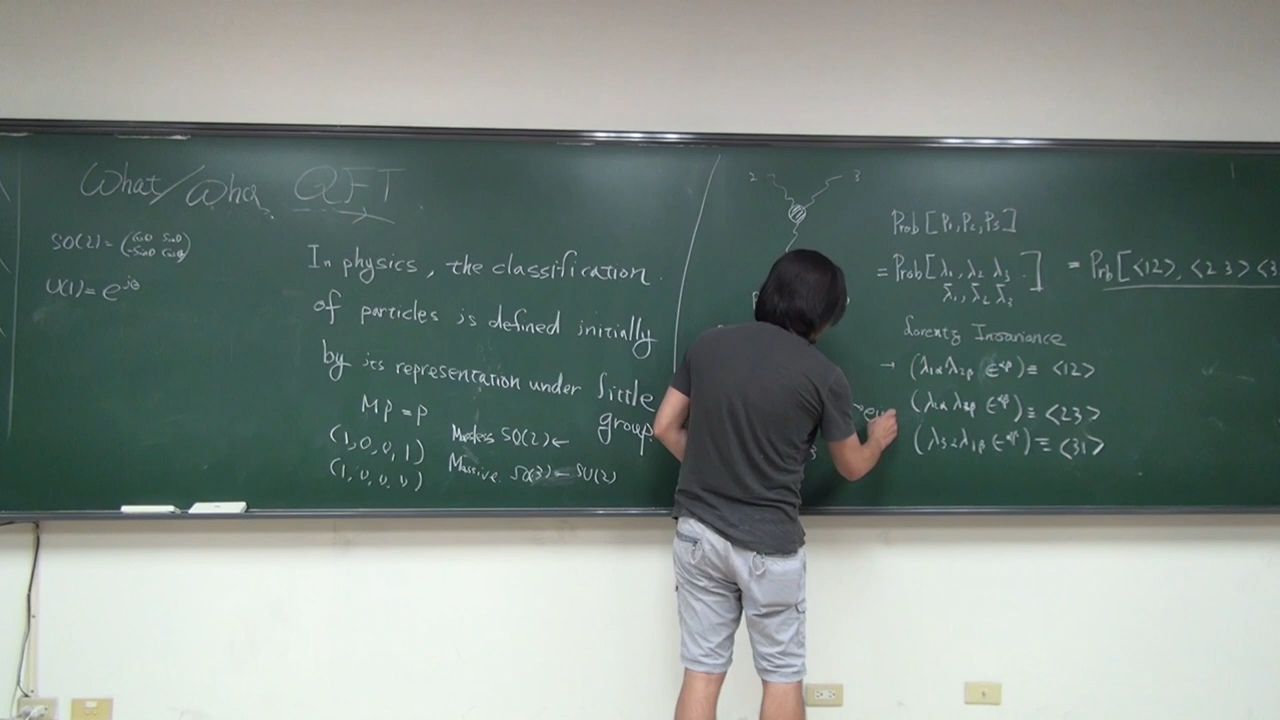 What/Who QFT
SO(2) = (cosθ sinθ -sinθ cosθ)
U(1) = e^{iθ}
In physics, the classification
of particles is defined initially
by its representation under little
group
Mp = p
(1,0,0,1) Massless SO(2) ←
(1,0,0,0) Massive SO(3) = SU(2)
2 3
Prob[P₁,P₂,P₃]
= Prob[λ₁, λ₂ λ₃ λ̃₁, λ̃₂ λ̃₃] = Prb[<12>, <23> <3
Lorentz Invariance
→ (λ₁α λ₂β ε^{αβ}) ≡ <12>
(λ₂α λ₃β ε^{αβ}) ≡ <23>
(λ₃α λ₁β ε^{αβ}) ≡ <31>